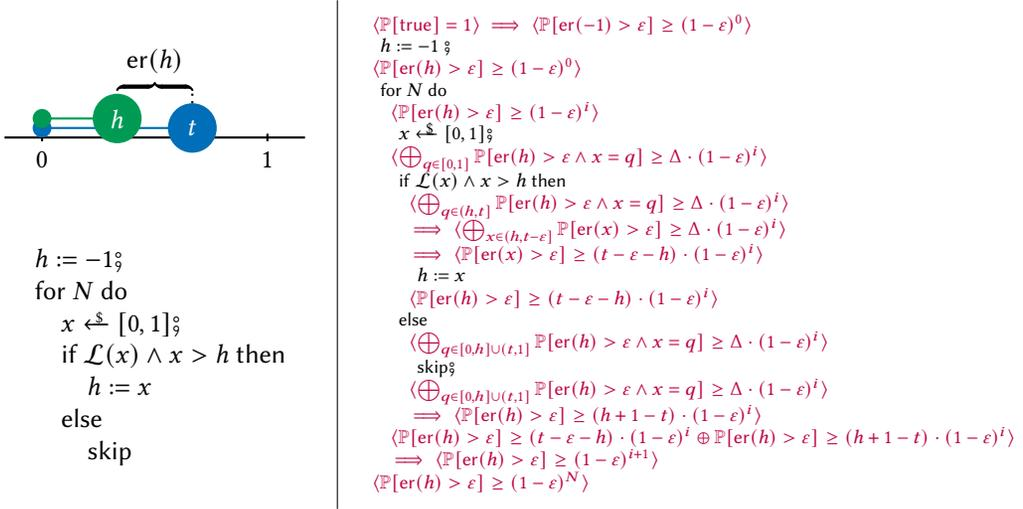 er(h)
h
t
0
1
h := −1⨟
for N do
x ←$ [0, 1]⨟
if ℒ(x) ∧ x > h then
h := x
else
skip
⟨ℙ[true] = 1⟩ ⟹ ⟨ℙ[er(−1) > ε] ≥ (1 − ε)⁰⟩
h := −1 ⨟
⟨ℙ[er(h) > ε] ≥ (1 − ε)⁰⟩
for N do
⟨ℙ[er(h) > ε] ≥ (1 − ε)ⁱ⟩
x ←$ [0, 1]⨟
⟨⨁_{q∈[0,1]} ℙ[er(h) > ε ∧ x = q] ≥ Δ · (1 − ε)ⁱ⟩
if ℒ(x) ∧ x > h then
⟨⨁_{q∈(h,t]} ℙ[er(h) > ε ∧ x = q] ≥ Δ · (1 − ε)ⁱ⟩
⟹ ⟨⨁_{x∈(h,t−ε]} ℙ[er(x) > ε] ≥ Δ · (1 − ε)ⁱ⟩
⟹ ⟨ℙ[er(x) > ε] ≥ (t − ε − h) · (1 − ε)ⁱ⟩
h := x
⟨ℙ[er(h) > ε] ≥ (t − ε − h) · (1 − ε)ⁱ⟩
else
⟨⨁_{q∈[0,h]∪(t,1]} ℙ[er(h) > ε ∧ x = q] ≥ Δ · (1 − ε)ⁱ⟩
skip⨟
⟨⨁_{q∈[0,h]∪(t,1]} ℙ[er(h) > ε ∧ x = q] ≥ Δ · (1 − ε)ⁱ⟩
⟹ ⟨ℙ[er(h) > ε] ≥ (h + 1 − t) · (1 − ε)ⁱ⟩
⟨ℙ[er(h) > ε] ≥ (t − ε − h) · (1 − ε)ⁱ ⊕ ℙ[er(h) > ε] ≥ (h + 1 − t) · (1 − ε)ⁱ⟩
⟹ ⟨ℙ[er(h) > ε] ≥ (1 − ε)ⁱ⁺¹⟩
⟨ℙ[er(h) > ε] ≥ (1 − ε)ᴺ⟩